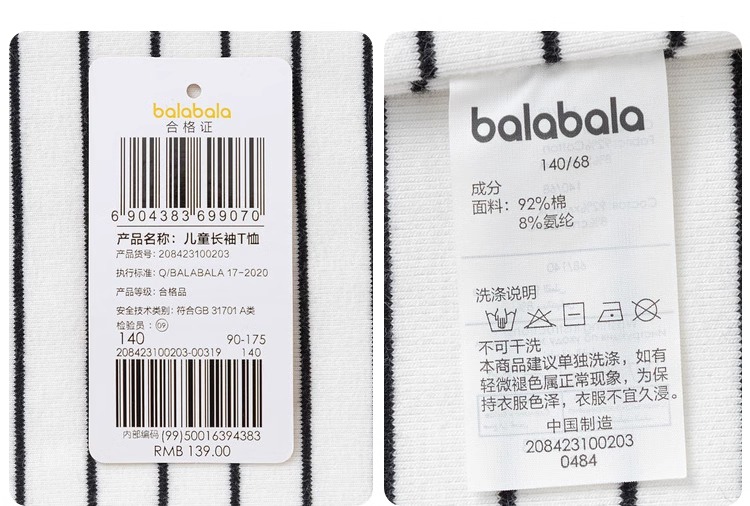 balabala
合格证
6 904383 699070
产品名称：儿童长袖T恤
产品货号：208423100203
执行标准：Q/BALABALA 17-2020
产品等级：合格品
安全技术类别：符合GB 31701 A类
检验员：09
140 90-175
208423100203-00319 140
内部编码 (99)50016394383
RMB 139.00
balabala
140/68
成分
面料：92%棉
8%氨纶
洗涤说明
不可干洗
本商品建议单独洗涤，如有
轻微褪色属正常现象，为保
持衣服色泽，衣服不宜久浸。
中国制造
208423100203
0484